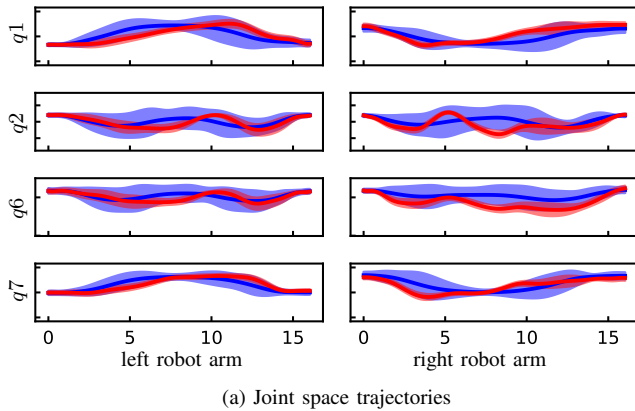 q1
q2
q6
q7
0 5 10 15 0 5 10 15
left robot arm right robot arm
(a) Joint space trajectories